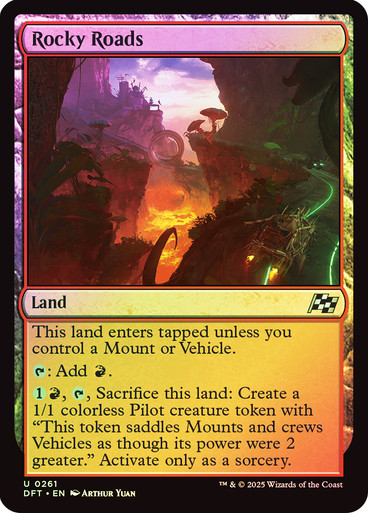 Rocky Roads
Land
This land enters tapped unless you
control a Mount or Vehicle.
: Add .
1 , , Sacrifice this land: Create a
1/1 colorless Pilot creature token with
“This token saddles Mounts and crews
Vehicles as though its power were 2
greater.” Activate only as a sorcery.
U 0261
DFT • EN Arthur Yuan
™ & © 2025 Wizards of the Coast